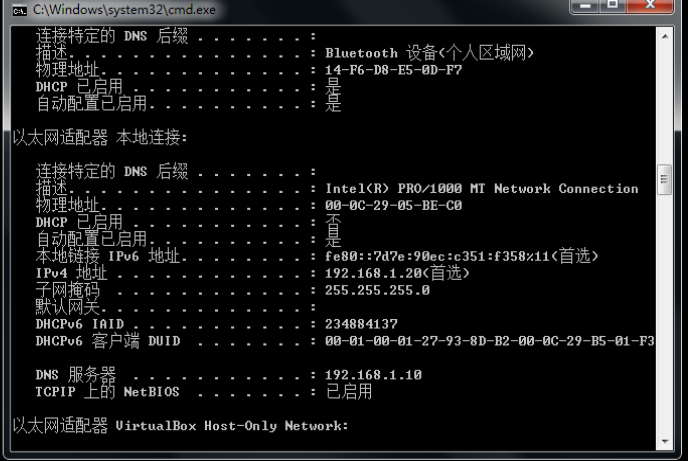 C:\Windows\system32\cmd.exe
连接特定的 DNS 后缀 . . . . . . . :
描述. . . . . . . . . . . . . . . : Bluetooth 设备(个人区域网)
物理地址. . . . . . . . . . . . . : 14-F6-D8-E5-0D-F7
DHCP 已启用 . . . . . . . . . . . : 是
自动配置已启用. . . . . . . . . . : 是
以太网适配器 本地连接:
连接特定的 DNS 后缀 . . . . . . . :
描述. . . . . . . . . . . . . . . : Intel(R) PRO/1000 MT Network Connection
物理地址. . . . . . . . . . . . . : 00-0C-29-05-BE-C0
DHCP 已启用 . . . . . . . . . . . : 否
自动配置已启用. . . . . . . . . . : 是
本地链接 IPv6 地址. . . . . . . . : fe80::7d7e:90ec:c351:f358%11(首选)
IPv4 地址 . . . . . . . . . . . . : 192.168.1.20(首选)
子网掩码 . . . . . . . . . . . . : 255.255.255.0
默认网关. . . . . . . . . . . . . :
DHCPv6 IAID . . . . . . . . . . . : 234884137
DHCPv6 客户端 DUID . . . . . . . : 00-01-00-01-27-93-8D-B2-00-0C-29-B5-01-F3
DNS 服务器 . . . . . . . . . . . : 192.168.1.10
TCPIP 上的 NetBIOS . . . . . . . : 已启用
以太网适配器 VirtualBox Host-Only Network: